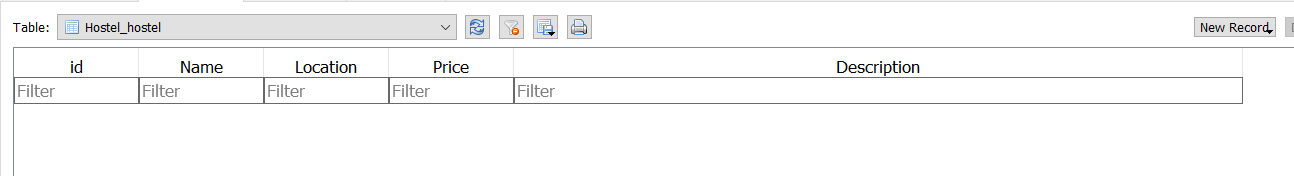 Table: Hostel_hostel New Record
id Name Location Price Description
Filter Filter Filter Filter Filter